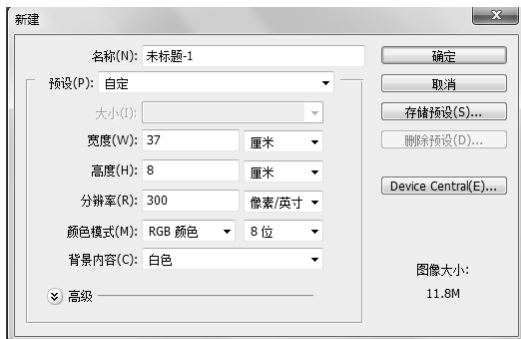 新建
名称(N): 未标题-1
确定
预设(P): 自定
取消
大小(I):
存储预设(S)...
宽度(W): 37 厘米
删除预设(D)...
高度(H): 8 厘米
分辨率(R): 300 像素/英寸
Device Central(E)...
颜色模式(M): RGB 颜色 8 位
背景内容(C): 白色
图像大小:
高级
11.8M